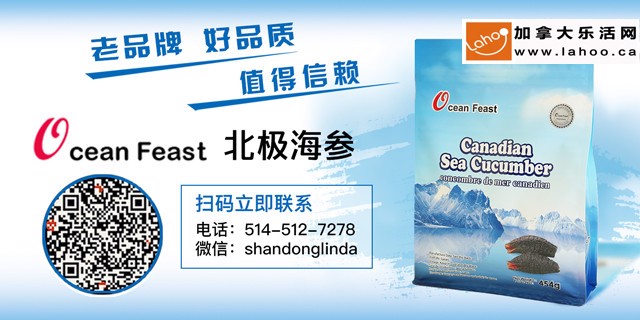 老品牌 好品质
值得信赖
Ocean Feast 北极海参
扫码立即联系
电话：514-512-7278
微信：shandonglinda
Lahoo
加拿大乐活网
www.lahoo.ca
Ocean Feast
Canadian
Sea Cucumber
concombre de mer canadien
454g